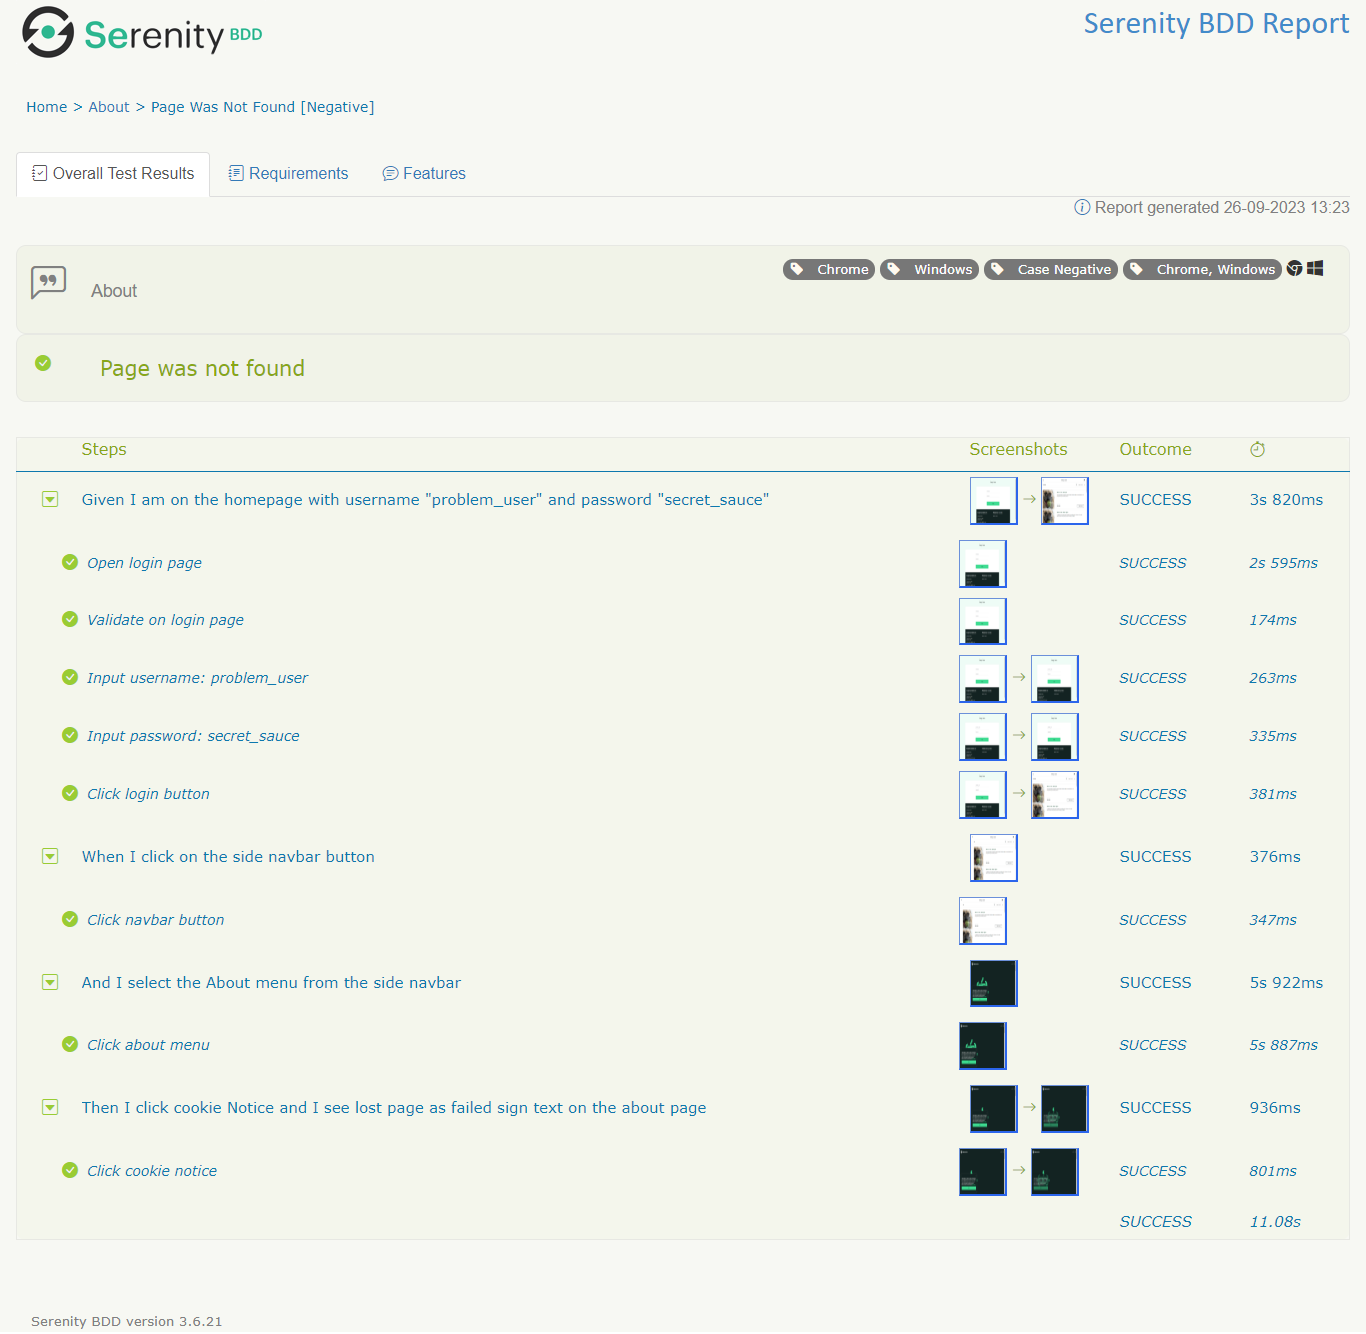 Serenity BDD
Serenity BDD Report
Home > About > Page Was Not Found [Negative]
Overall Test Results Requirements Features
Report generated 26-09-2023 13:23
Chrome Windows Case Negative Chrome, Windows
About
Page was not found
Steps Screenshots Outcome
Given I am on the homepage with username "problem_user" and password "secret_sauce" SUCCESS 3s 820ms
Open login page SUCCESS 2s 595ms
Validate on login page SUCCESS 174ms
Input username: problem_user SUCCESS 263ms
Input password: secret_sauce SUCCESS 335ms
Click login button SUCCESS 381ms
When I click on the side navbar button SUCCESS 376ms
Click navbar button SUCCESS 347ms
And I select the About menu from the side navbar SUCCESS 5s 922ms
Click about menu SUCCESS 5s 887ms
Then I click cookie Notice and I see lost page as failed sign text on the about page SUCCESS 936ms
Click cookie notice SUCCESS 801ms
SUCCESS 11.08s
Serenity BDD version 3.6.21